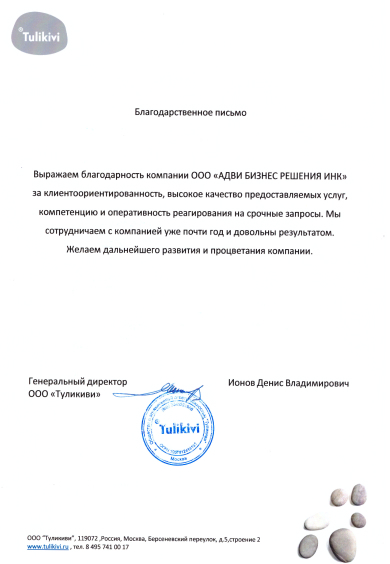 Tulikivi
Благодарственное письмо
Выражаем благодарность компании ООО «АДВИ БИЗНЕС РЕШЕНИЯ ИНК»
за клиентоориентированность, высокое качество предоставляемых услуг,
компетенцию и оперативность реагирования на срочные запросы. Мы
сотрудничаем с компанией уже почти год и довольны результатом.
Желаем дальнейшего развития и процветания компании.
Генеральный директор
ООО «Туликиви»
Ионов Денис Владимирович
Tulikivi
Москва
ООО "Туликиви", 119072 ,Россия, Москва, Берсеневский переулок, д.5,строение 2
www.tulikivi.ru , тел. 8 495 741 00 17